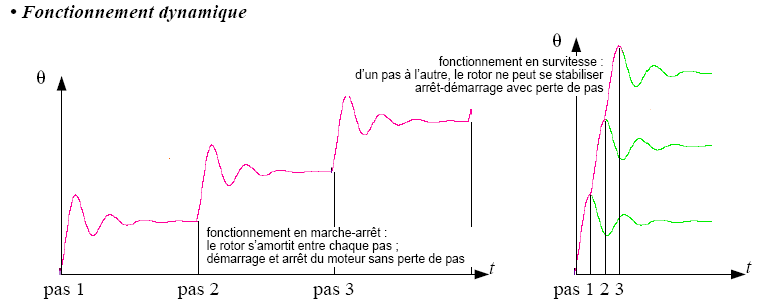 • Fonctionnement dynamique
θ
fonctionnement en marche-arrêt :
le rotor s'amortit entre chaque pas ;
démarrage et arrêt du moteur sans perte de pas
t
pas 1
pas 2
pas 3
θ
fonctionnement en survitesse :
d'un pas à l'autre, le rotor ne peut se stabiliser
arrêt-démarrage avec perte de pas
t
pas 1 2 3